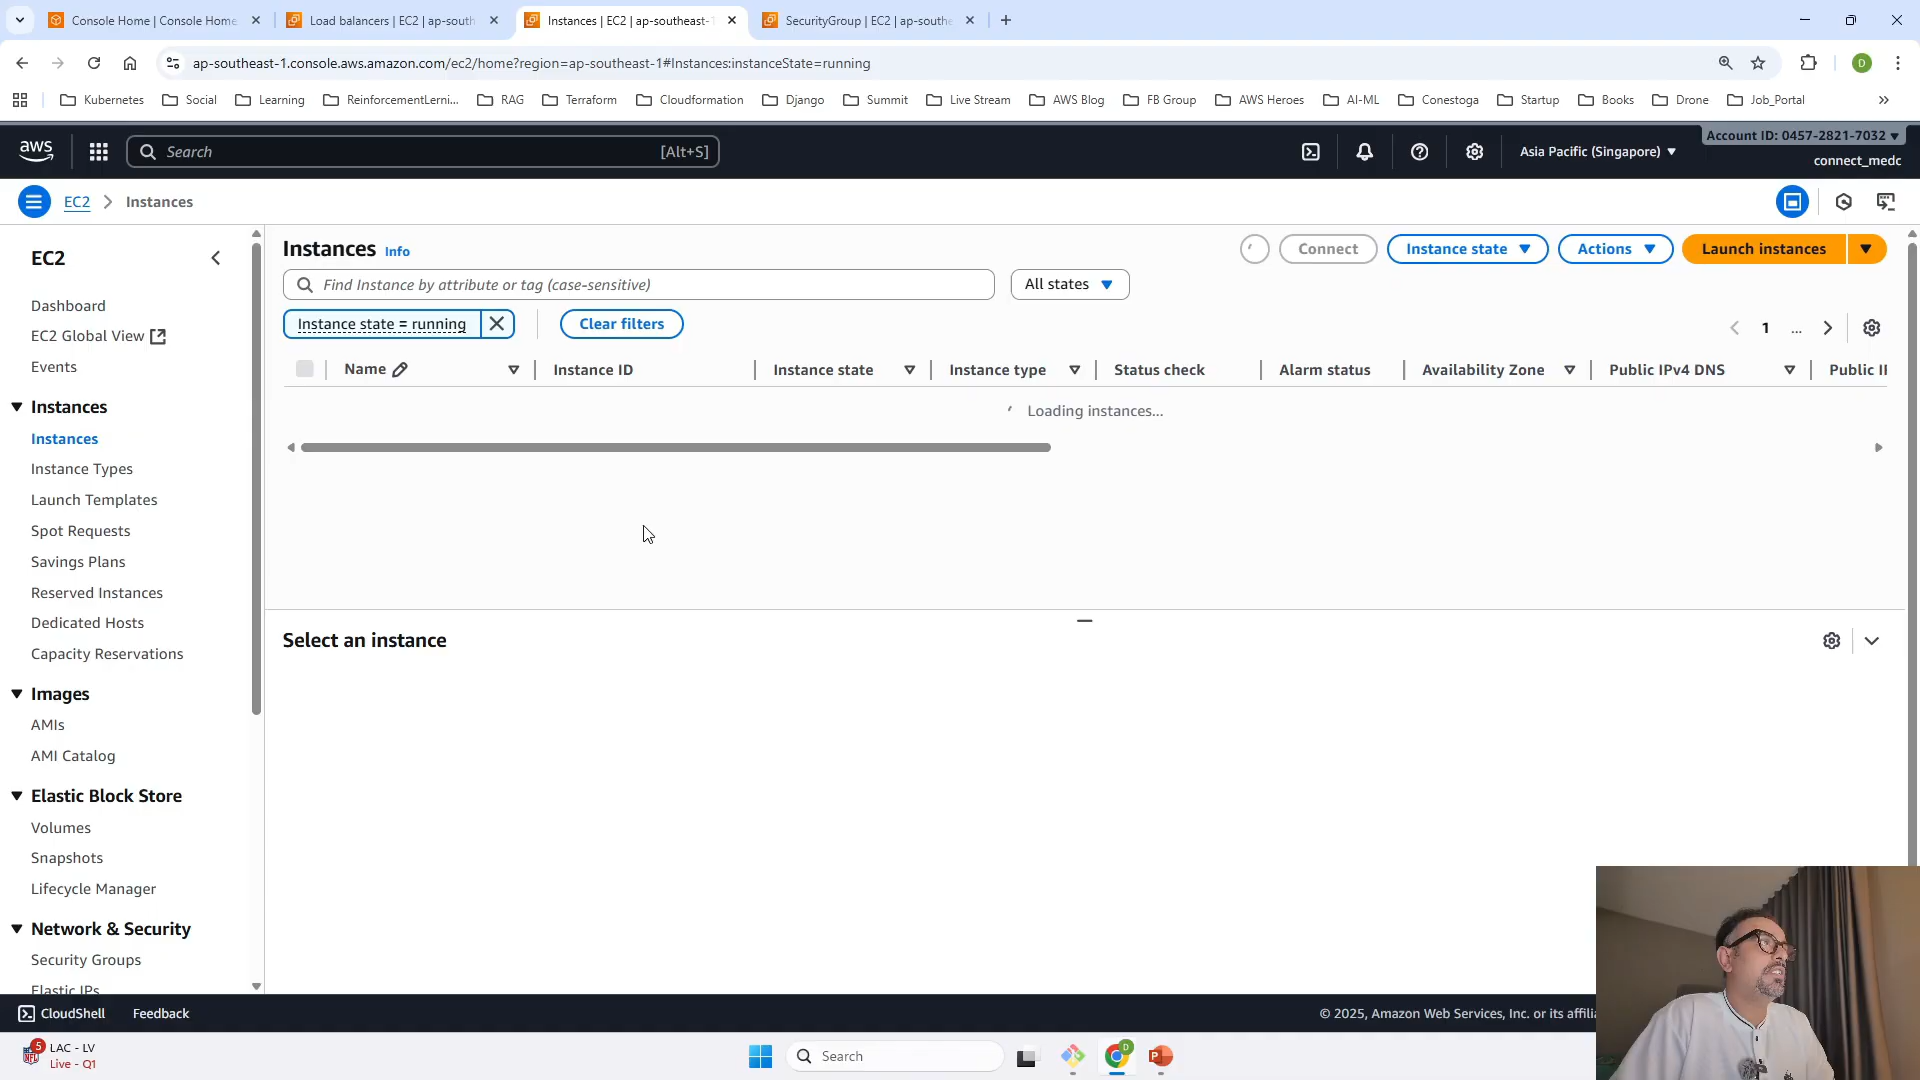 Console Home | Console Home
Load balancers | EC2 | ap-south
Instances | EC2 | ap-southeast-1
SecurityGroup | EC2 | ap-southe
ap-southeast-1.console.aws.amazon.com/ec2/home?region=ap-southeast-1#Instances:instanceState=running
D
Kubernetes
Social
Learning
ReinforcementLerni...
RAG
Terraform
Cloudformation
Django
Summit
Live Stream
AWS Blog
FB Group
AWS Heroes
AI-ML
Conestoga
Startup
Books
Drone
Job_Portal
aws
Search
[Alt+S]
Asia Pacific (Singapore)
Account ID: 0457-2821-7032
connect_medc
EC2
Instances
EC2
Dashboard
EC2 Global View
Events
Instances
Instances
Instance Types
Launch Templates
Spot Requests
Savings Plans
Reserved Instances
Dedicated Hosts
Capacity Reservations
Images
AMIs
AMI Catalog
Elastic Block Store
Volumes
Snapshots
Lifecycle Manager
Network & Security
Security Groups
Elastic IPs
Instances Info
Connect
Instance state
Actions
Launch instances
Find Instance by attribute or tag (case-sensitive)
All states
Instance state = running
Clear filters
1
...
Name
Instance ID
Instance state
Instance type
Status check
Alarm status
Availability Zone
Public IPv4 DNS
Public
Loading instances...
Select an instance
CloudShell
Feedback
© 2025, Amazon Web Services, Inc. or its
5
LAC - LV
Live - Q1
Search
D
P